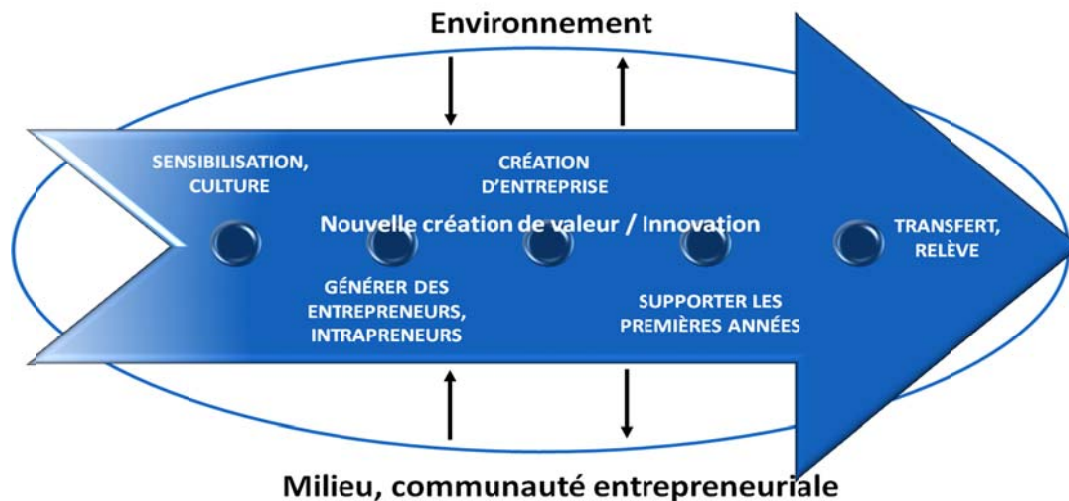 Environnement
SENSIBILISATION,
CULTURE
CRÉATION
D'ENTREPRISE
Nouvelle création de valeur / Innovation
TRANSFERT,
RELÈVE
GÉNÉRER DES
ENTREPRENEURS,
INTRAPRENEURS
SUPPORTER LES
PREMIÈRES ANNÉES
Milieu, communauté entrepreneuriale